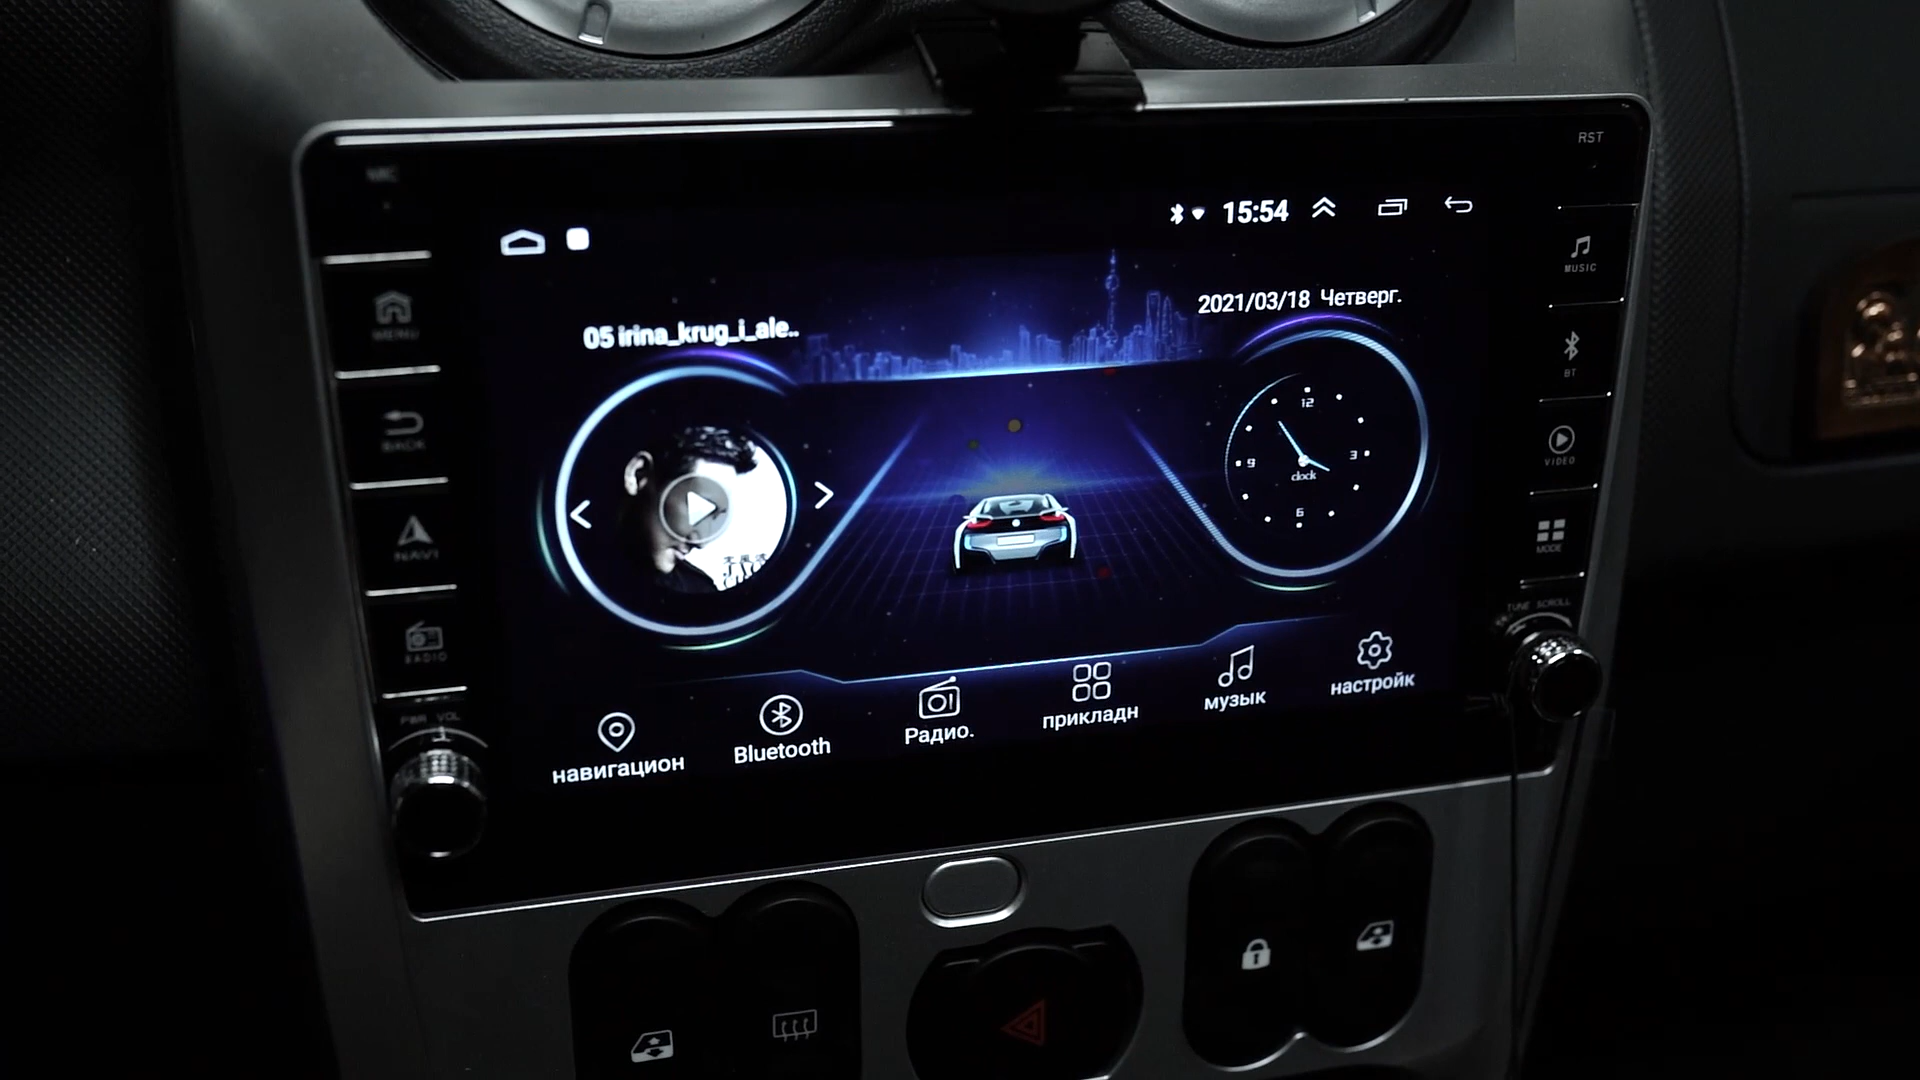 MIC
RST
15:54
2021/03/18 Четверг.
05 irina_krug_i_ale..
MENU
BACK
NAVI
RADIO
PWR VOL
12
3
9
clock
6
MUSIC
BT
VIDEO
MODE
TUNE SCROLL
навигацион
Bluetooth
Радио.
прикладн
музык
настройк